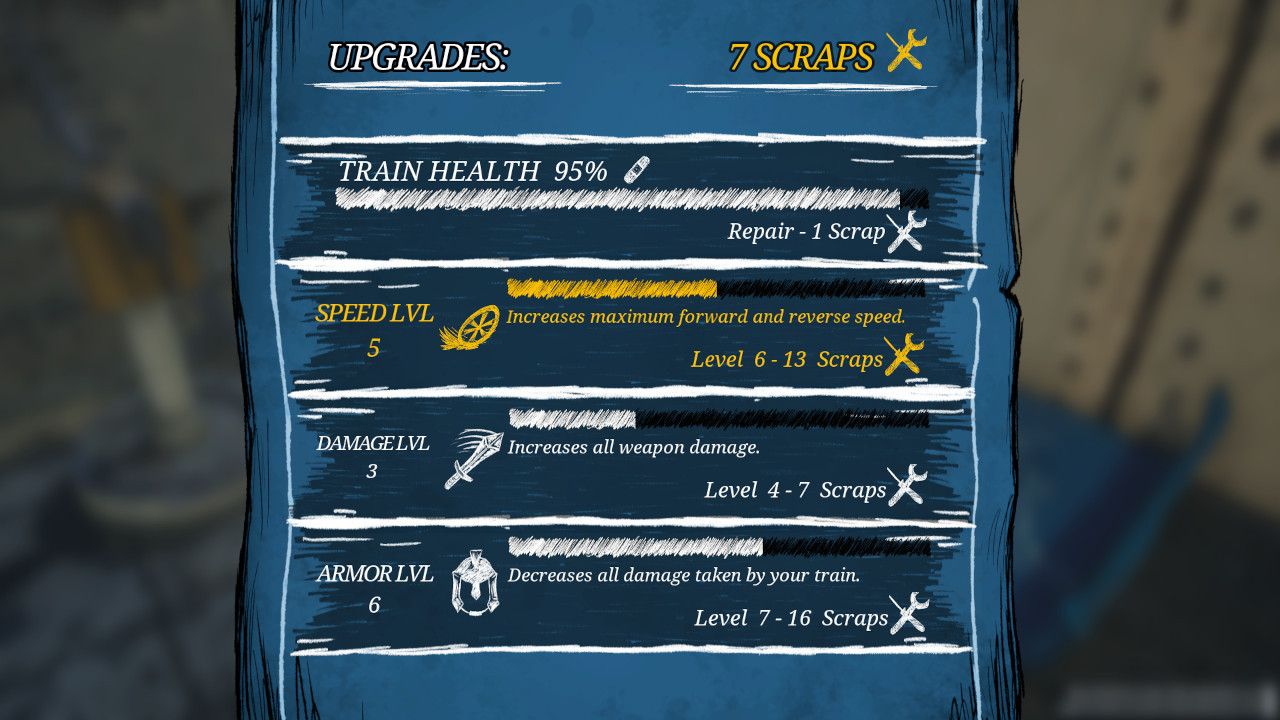 UPGRADES:
7 SCRAPS
TRAIN HEALTH 95%
Repair - 1 Scrap
SPEED LVL
5
Increases maximum forward and reverse speed.
Level 6 - 13 Scraps
DAMAGE LVL
3
Increases all weapon damage.
Level 4 - 7 Scraps
ARMOR LVL
6
Decreases all damage taken by your train.
Level 7 - 16 Scraps